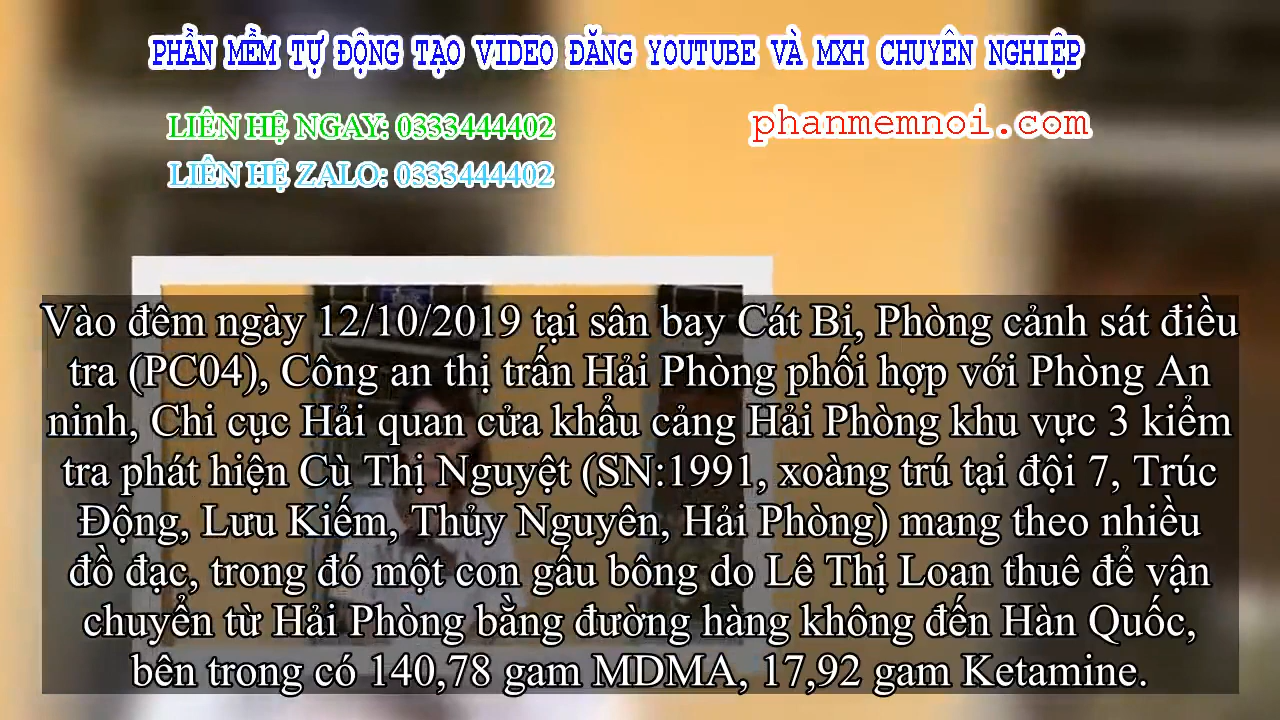 PHẦN MỀM TỰ ĐỘNG TẠO VIDEO ĐĂNG YOUTUBE VÀ MXH CHUYÊN NGHIỆP
LIÊN HỆ NGAY: 0333444402
phanmemnoi.com
LIÊN HỆ ZALO: 0333444402
Vào đêm ngày 12/10/2019 tại sân bay Cát Bi, Phòng cảnh sát điều
tra (PC04), Công an thị trấn Hải Phòng phối hợp với Phòng An
ninh, Chi cục Hải quan cửa khẩu cảng Hải Phòng khu vực 3 kiểm
tra phát hiện Cù Thị Nguyệt (SN:1991, xoàng trú tại đội 7, Trúc
Động, Lưu Kiếm, Thủy Nguyên, Hải Phòng) mang theo nhiều
đồ đạc, trong đó một con gấu bông do Lê Thị Loan thuê để vận
chuyển từ Hải Phòng bằng đường hàng không đến Hàn Quốc,
bên trong có 140,78 gam MDMA, 17,92 gam Ketamine.